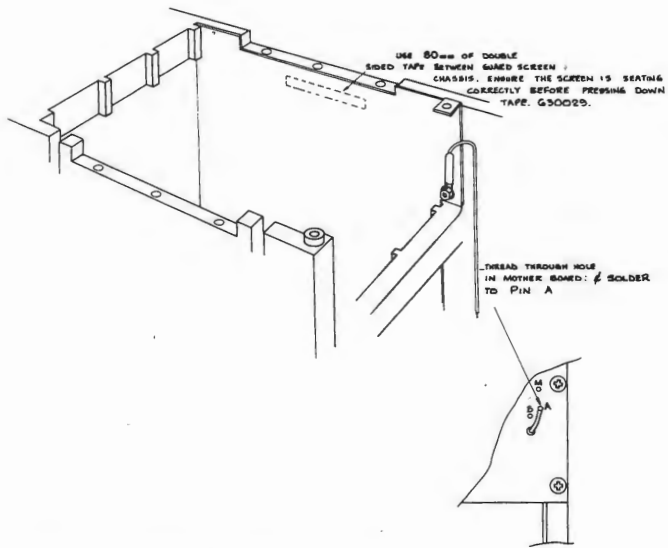 USE 80mm OF DOUBLE
SIDED TAPE BETWEEN GUARD SCREEN &
CHASSIS. ENSURE THE SCREEN IS SEATING
CORRECTLY BEFORE PRESSING DOWN
TAPE. G30029.
THREAD THROUGH HOLE
IN MOTHER BOARD: & SOLDER
TO PIN A
M
A